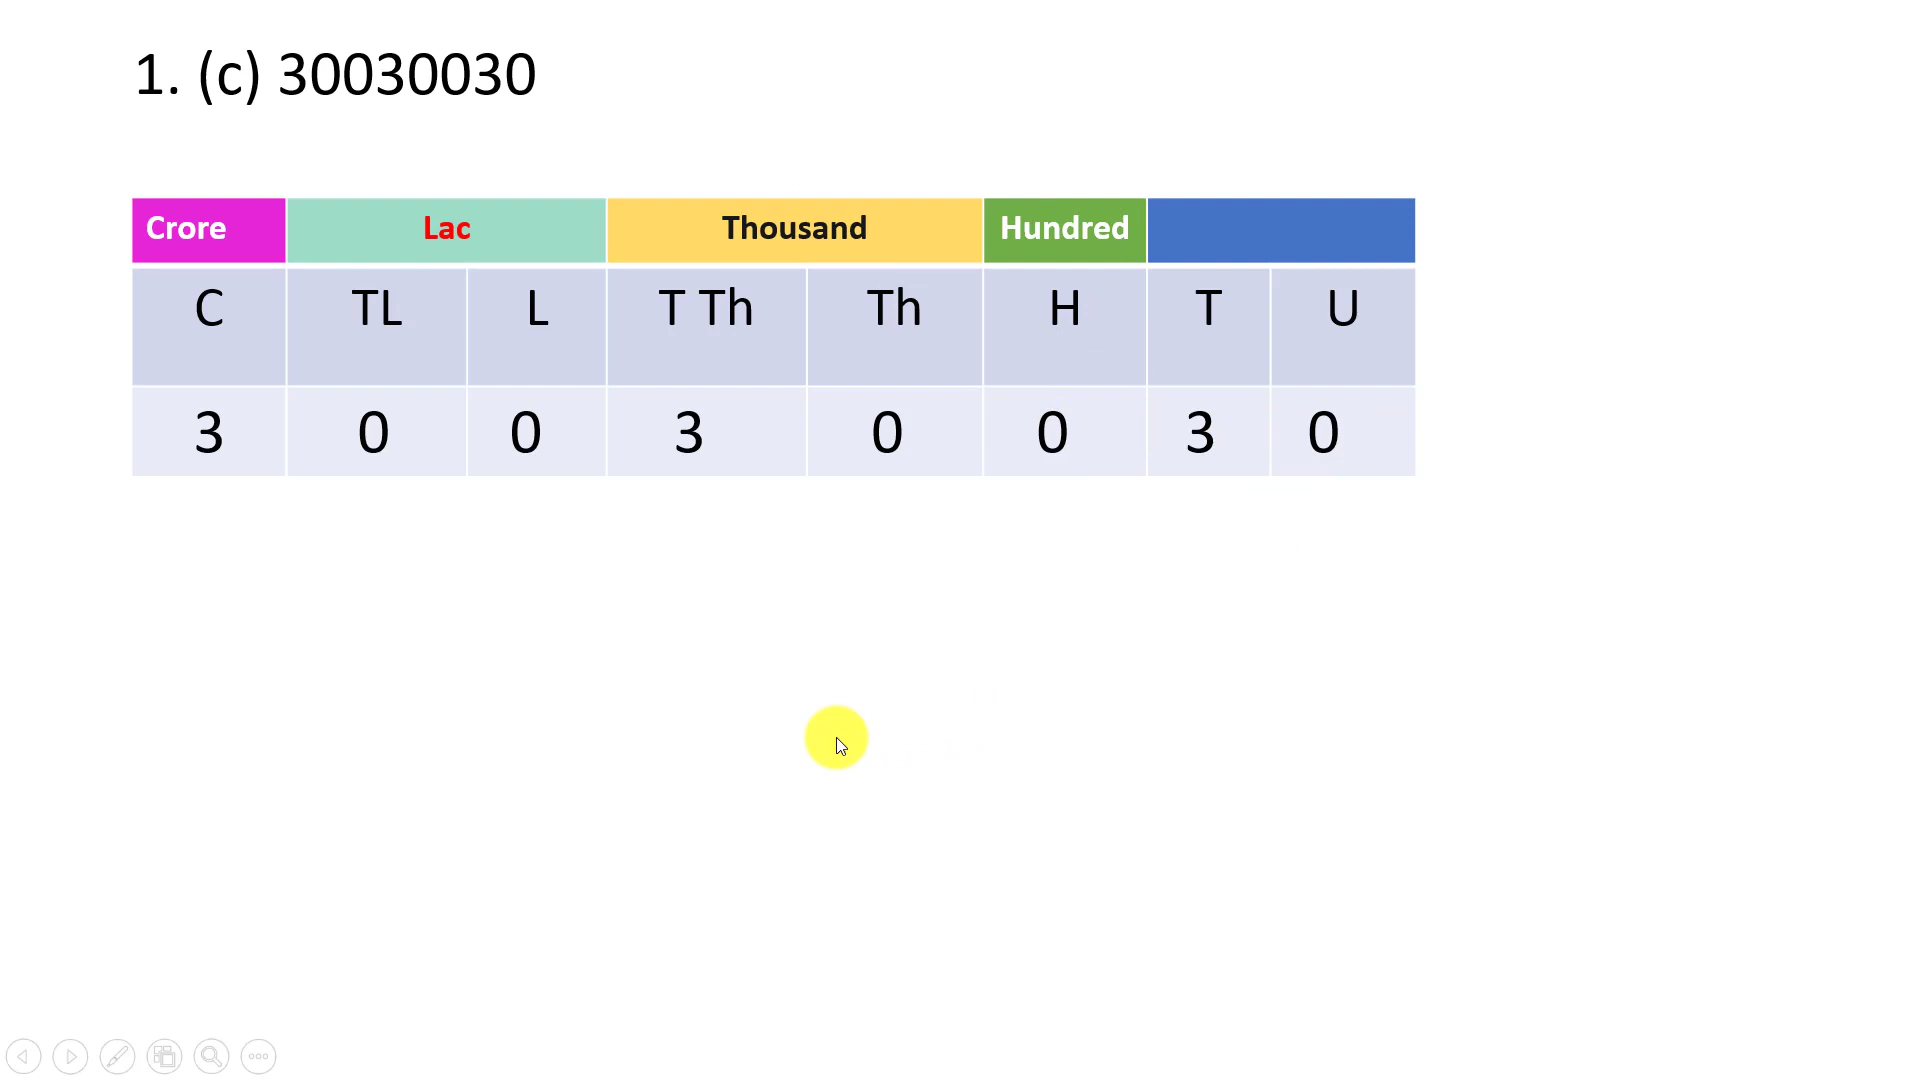 1. (c) 30030030
Crore Lac Thousand Hundred
C TL L T Th Th H T U
3 0 0 3 0 0 3 0